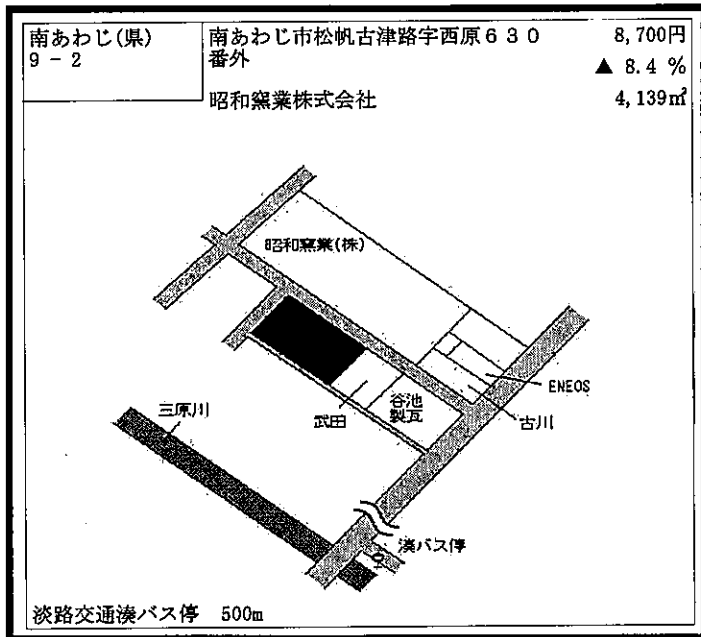 南あわじ(県)
9－2
南あわじ市松帆古津路字西原630
番外
昭和窯業株式会社
8,700円
▲ 8.4 %
4,139㎡
昭和窯業(株)
ENEOS
古川
谷池
製瓦
武田
三原川
湊バス停
淡路交通湊バス停 500m